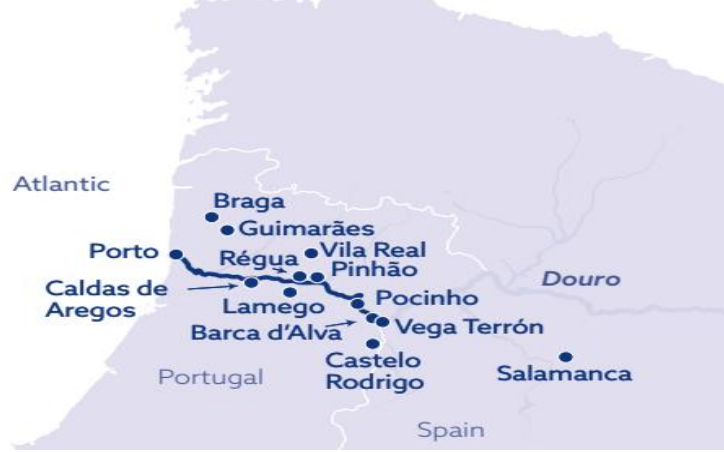 Atlantic
Braga
Guimarães
Porto
Régua
Vila Real
Pinhão
Caldas de
Aregos
Lamego
Douro
Pocinho
Barca d'Alva
Vega Terrón
Castelo
Rodrigo
Salamanca
Portugal
Spain